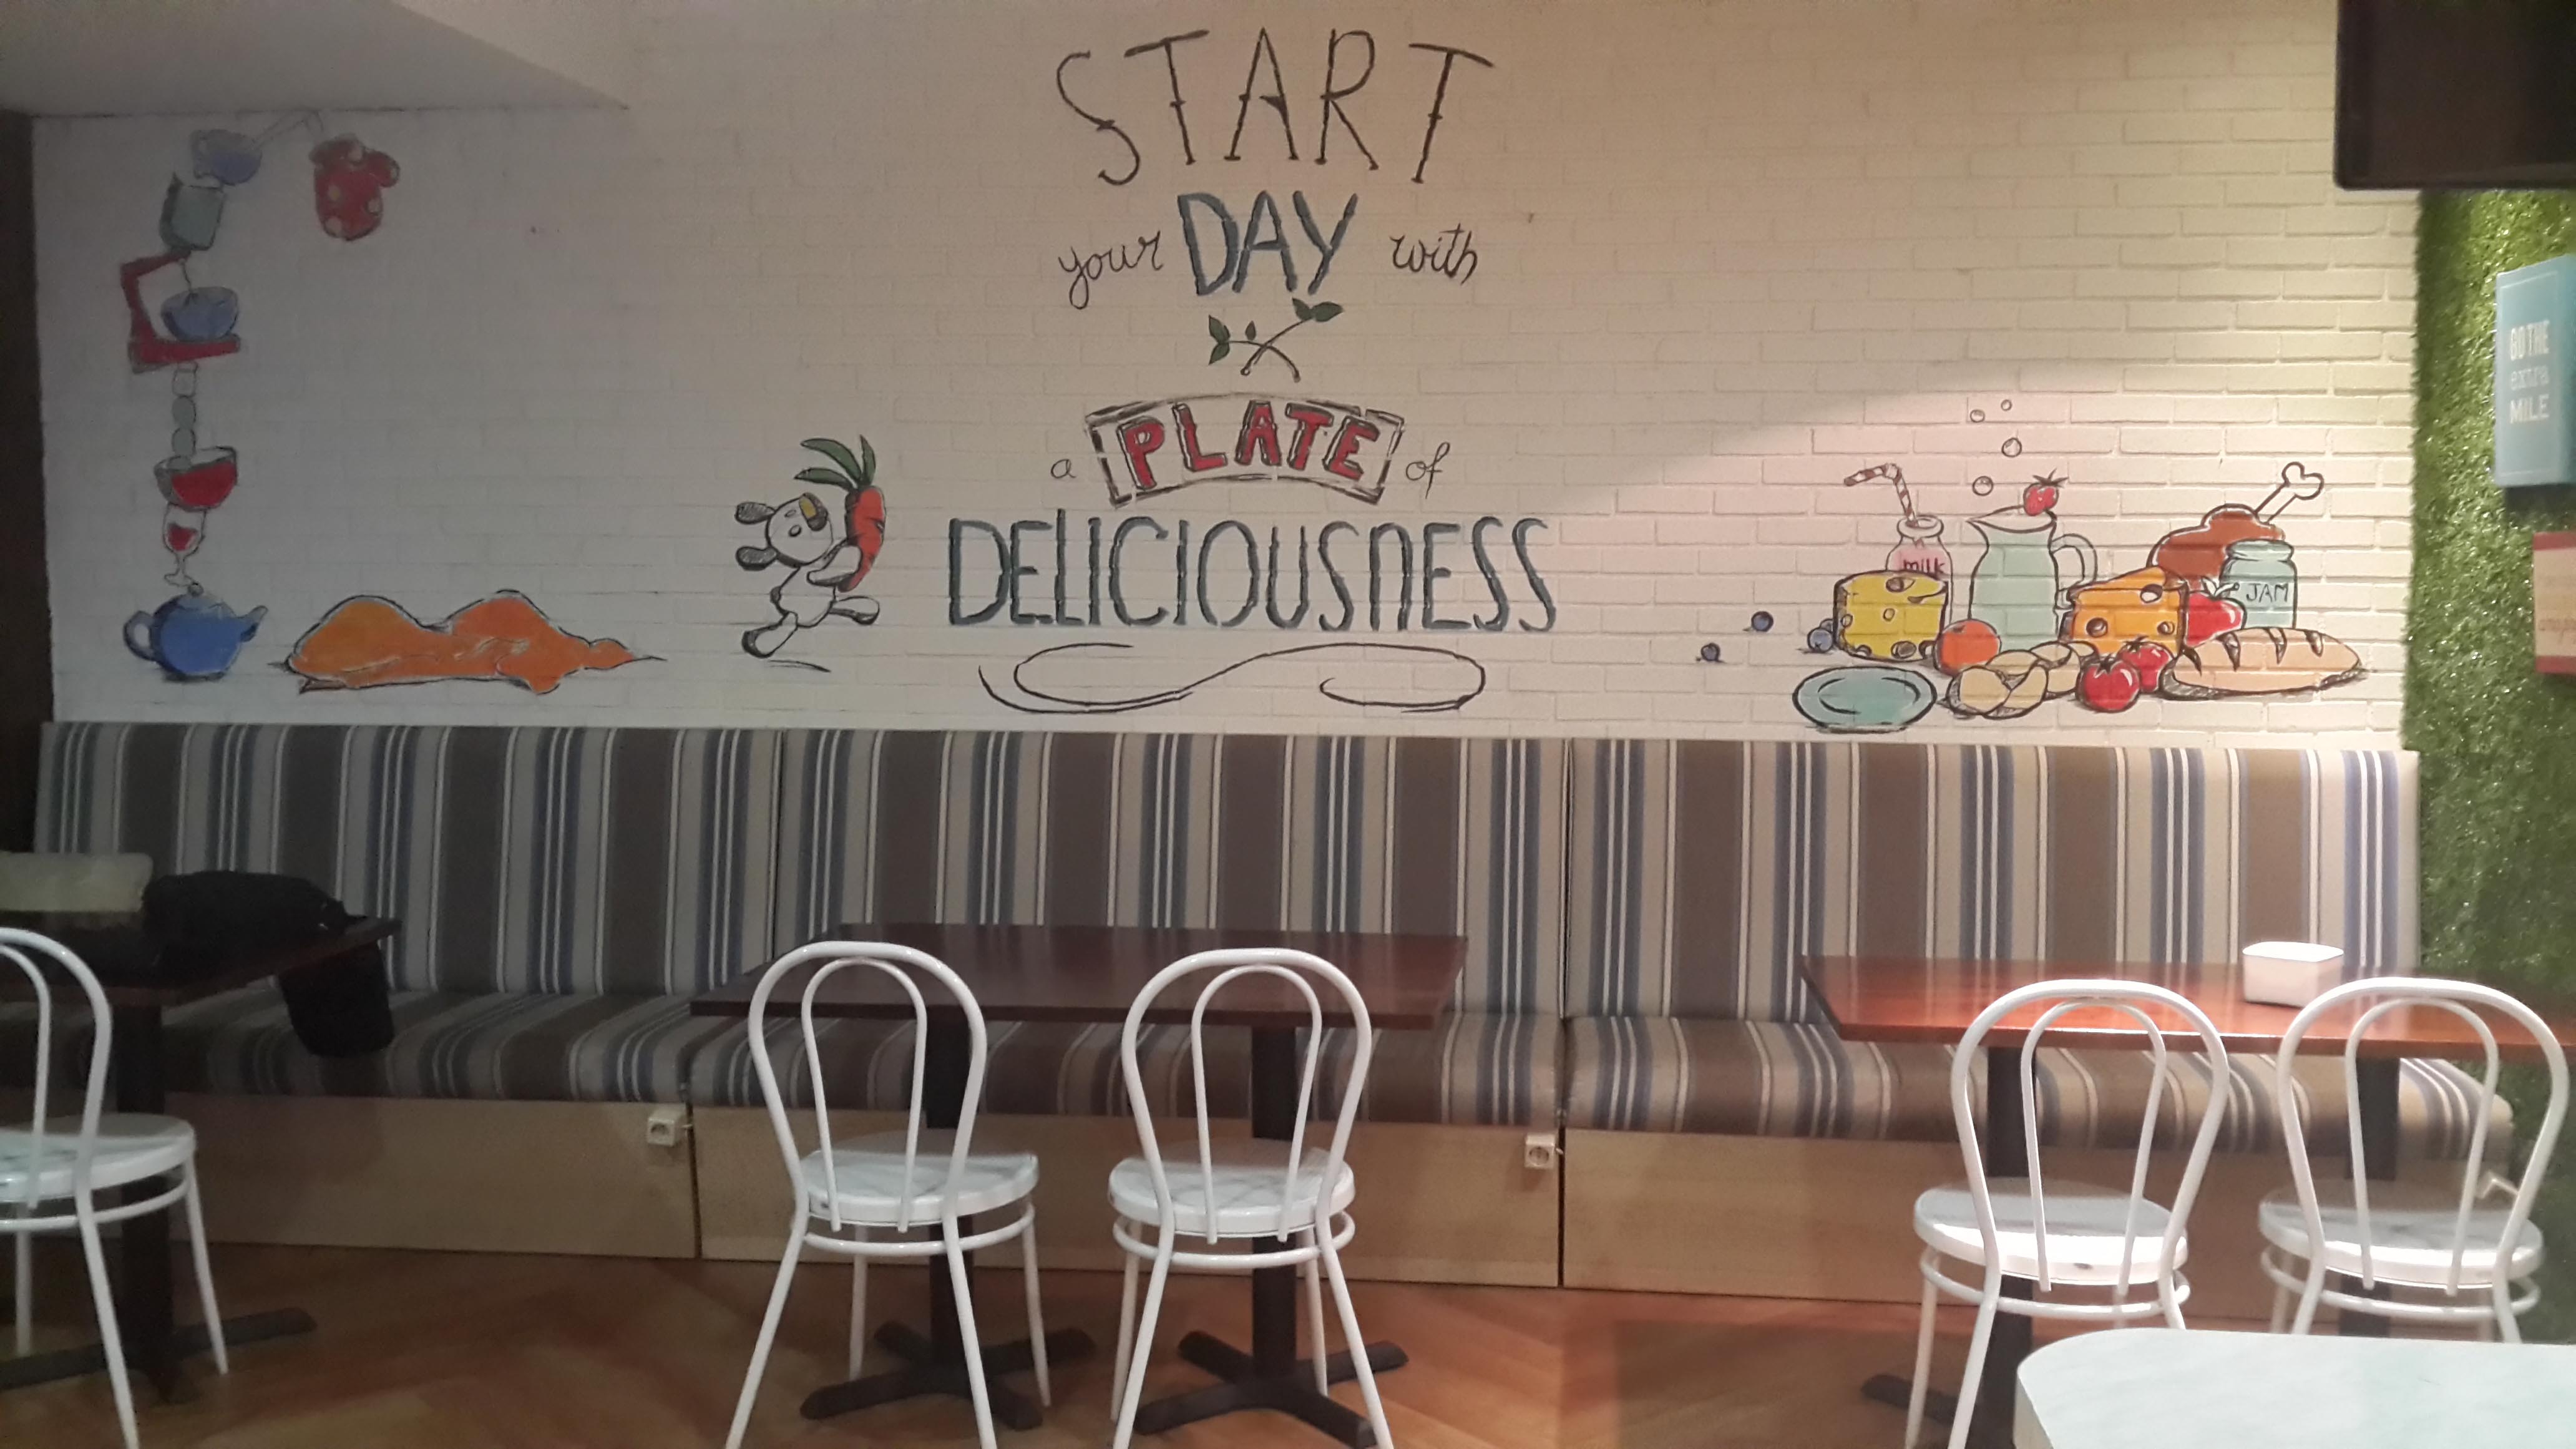 START
your DAY with
a PLATE of
DELICIOUSNESS
milk
JAM
GO THE
extra
MILE